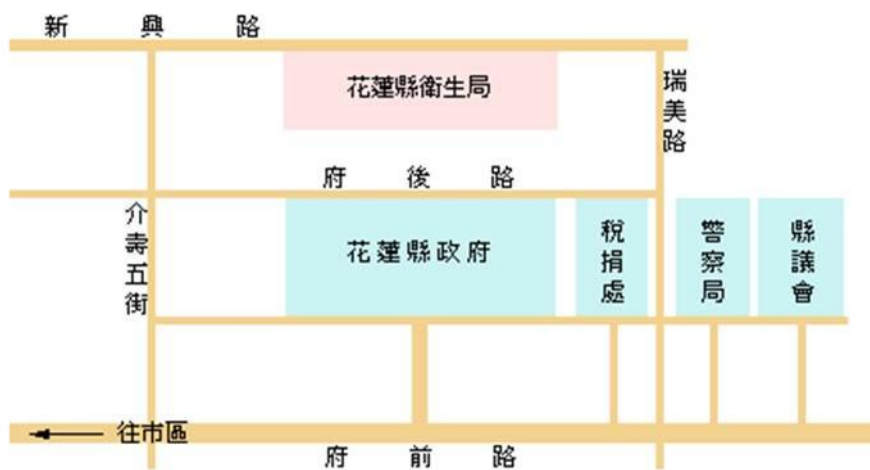 新興路
花蓮縣衛生局
瑞美路
府後路
介壽五街
花蓮縣政府
稅捐處
警察局
縣議會
往市區
府前路